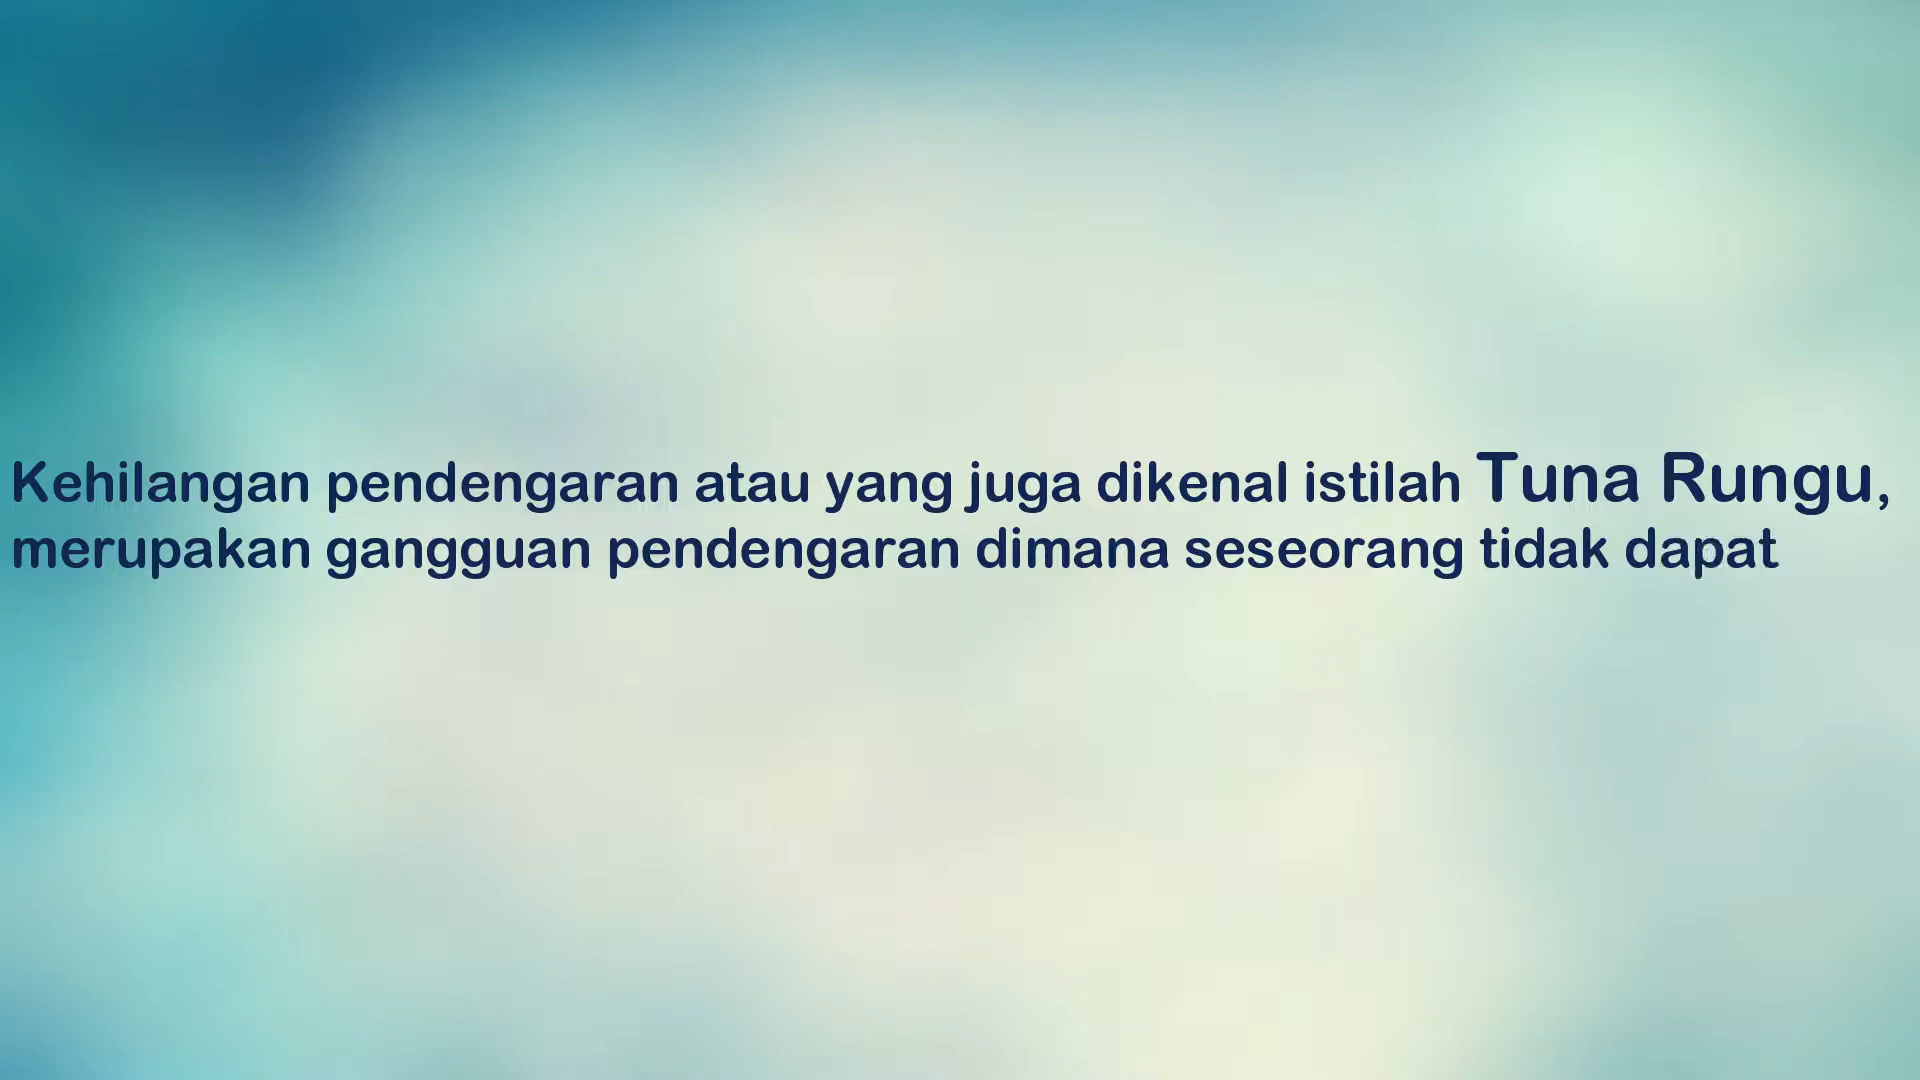 Kehilangan pendengaran atau yang juga dikenal istilah Tuna Rungu,
merupakan gangguan pendengaran dimana seseorang tidak dapat